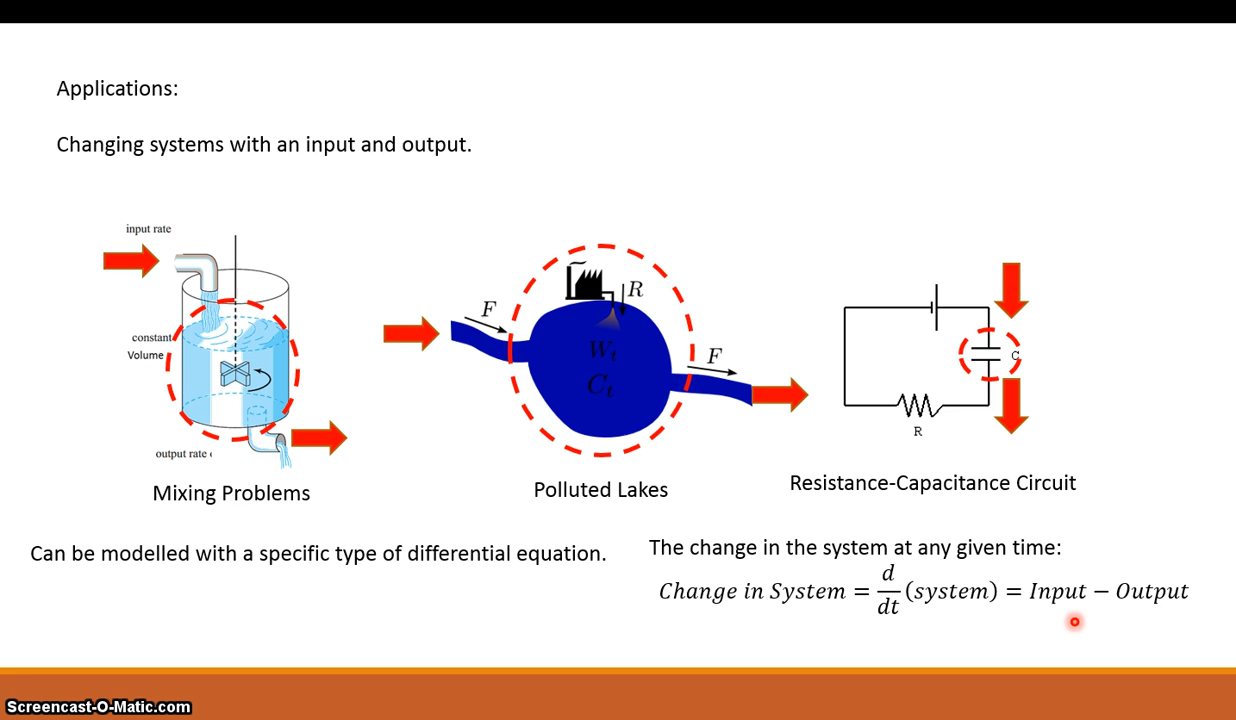 Applications:
Changing systems with an input and output.
input rate
constant
Volume
output rate
Mixing Problems
F
R
W_t
C_t
F
Polluted Lakes
C
R
Resistance-Capacitance Circuit
Can be modelled with a specific type of differential equation.
The change in the system at any given time:
Change in System = d/dt (system) = Input − Output
Screencast-O-Matic.com